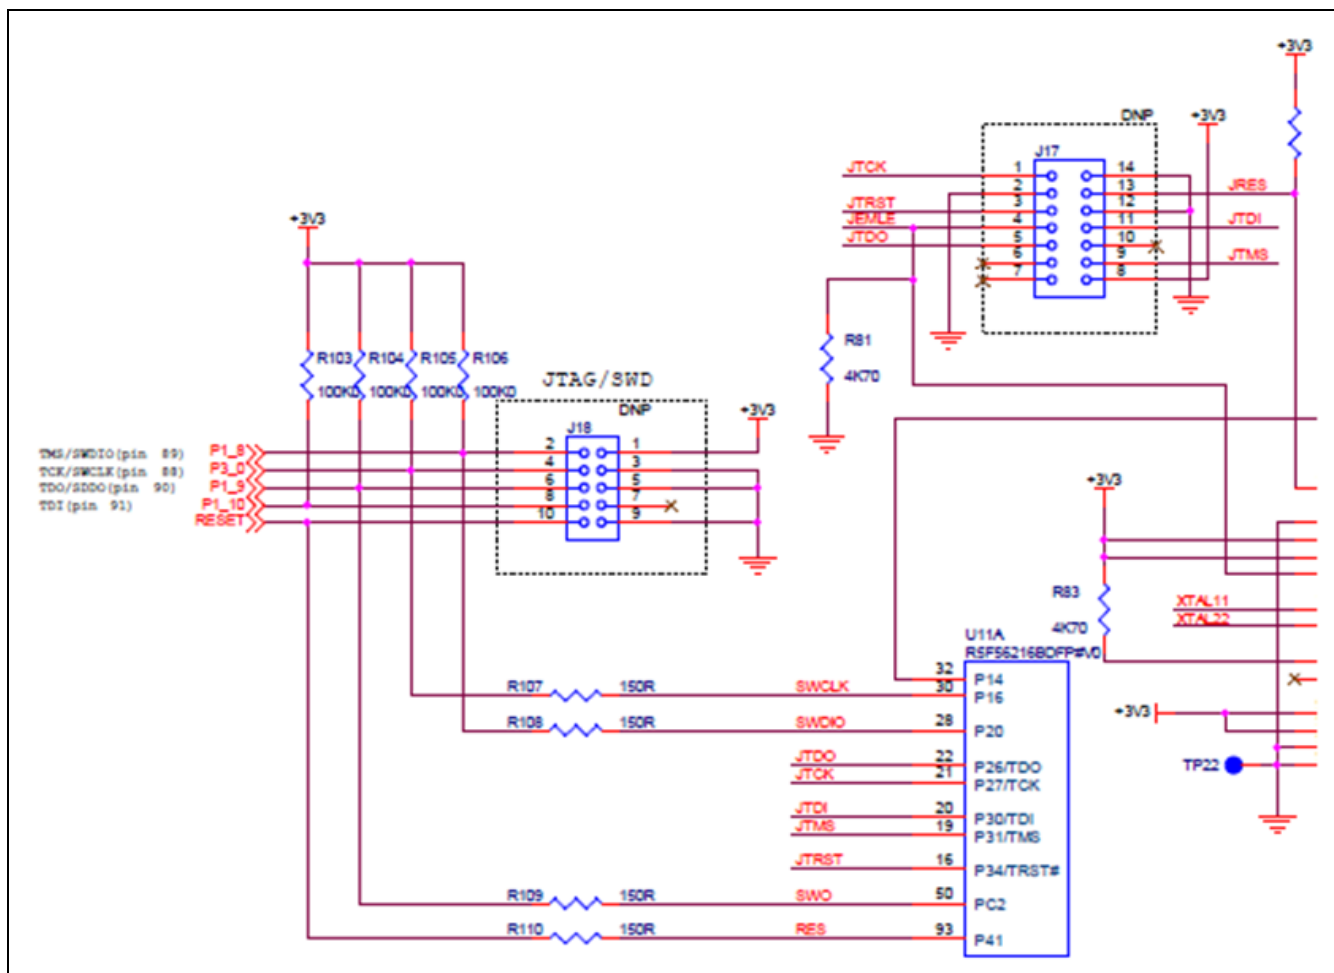 +3V3
DNP
+3V3
J17
JTCK 1 14
2 13 JRES
JTRST 3 12
JEMLE 4 11 JTDI
JTDO 5 10
6 9 JTMS
7 8
+3V3
R81
4K70
R103 R104 R105 R106
100K0 100K0 100K0 100K0
JTAG/SWD
DNP
+3V3
J18
TMS/SWDIO(pin 89) P1_8 2 1
TCK/SWCLK(pin 88) P3_0 4 3
TDO/SDDO(pin 90) P1_9 6 5
TDI(pin 91) P1_10 8 7
RESET 10 9
+3V3
R83
4K70
XTAL11
XTAL22
U11A
R5F56216BDFP#V0
32 P14
R107 150R SWCLK 30 P16
R108 150R SWDIO 28 P20
+3V3
JTDO 22 P26/TDO
JTCK 21 P27/TCK
TP22
JTDI 20 P30/TDI
JTMS 19 P31/TMS
JTRST 16 P34/TRST#
R109 150R SWO 50 PC2
R110 150R RES 93 P41